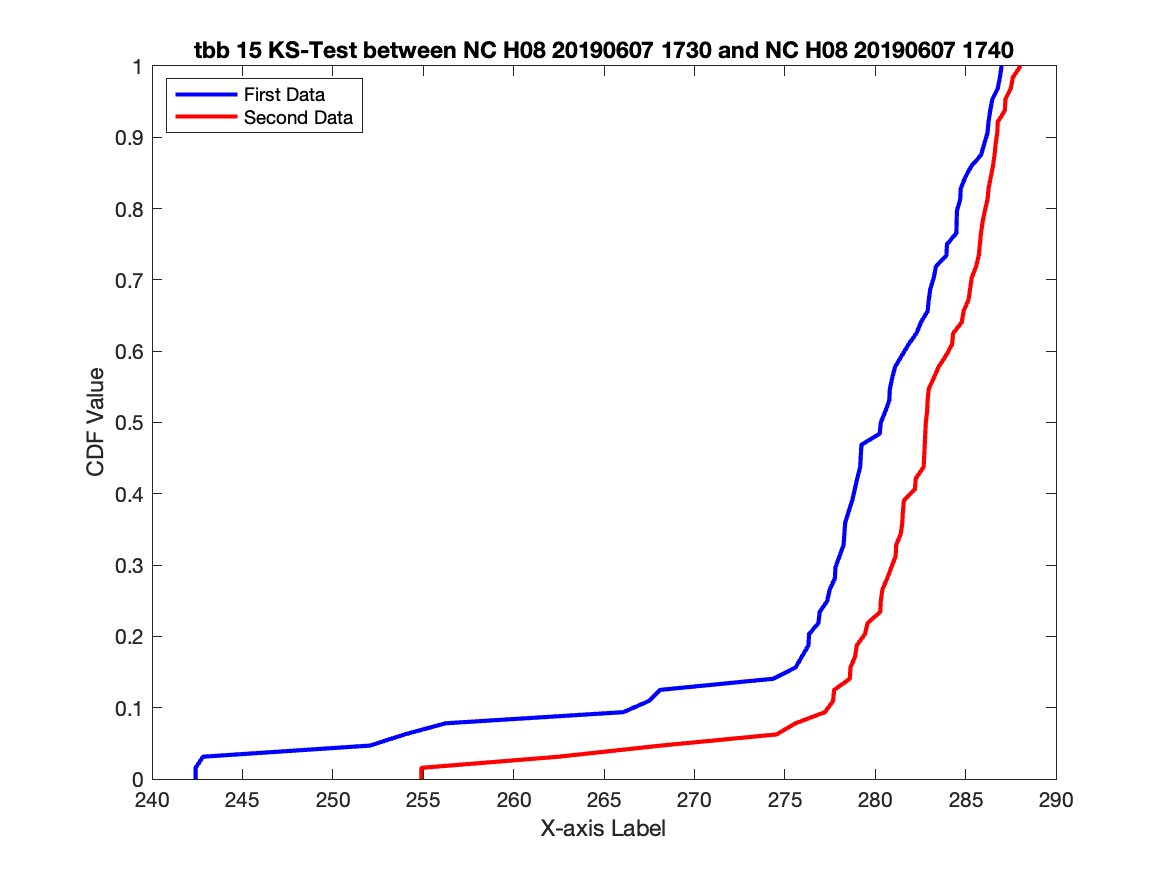 tbb 15 KS-Test between NC H08 20190607 1730 and NC H08 20190607 1740
First Data
Second Data
1
0.9
0.8
0.7
0.6
0.5
0.4
0.3
0.2
0.1
0
CDF Value
240 245 250 255 260 265 270 275 280 285 290
X-axis Label